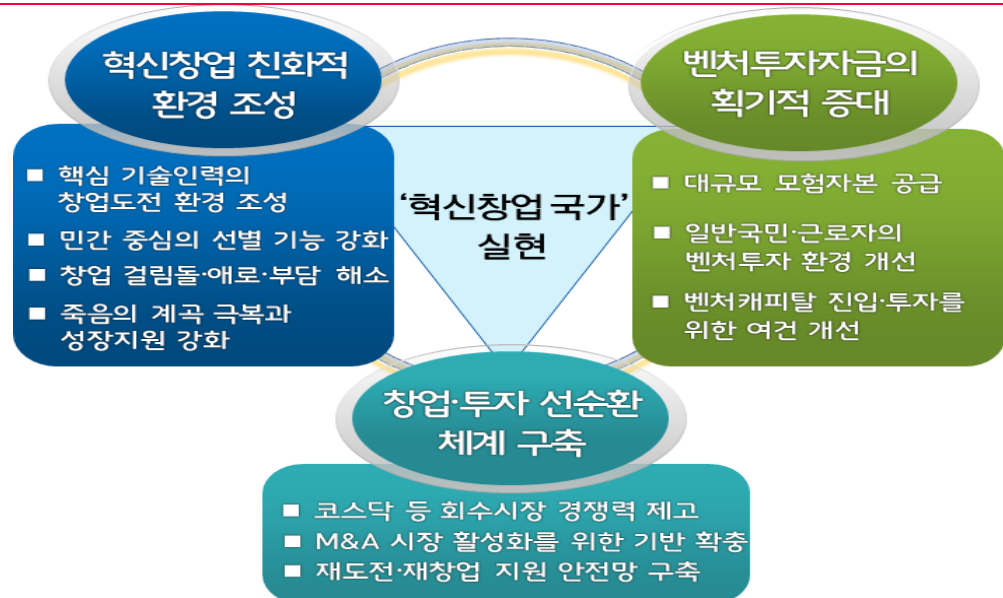 혁신창업 친화적
환경 조성
■ 핵심 기술인력의
창업도전 환경 조성
■ 민간 중심의 선별 기능 강화
■ 창업 걸림돌·애로·부담 해소
■ 죽음의 계곡 극복과
성장지원 강화
‘혁신창업 국가’
실현
벤처투자자금의
획기적 증대
■ 대규모 모험자본 공급
■ 일반국민·근로자의
벤처투자 환경 개선
■ 벤처캐피탈 진입·투자를
위한 여건 개선
창업·투자 선순환
체계 구축
■ 코스닥 등 회수시장 경쟁력 제고
■ M&A 시장 활성화를 위한 기반 확충
■ 재도전·재창업 지원 안전망 구축